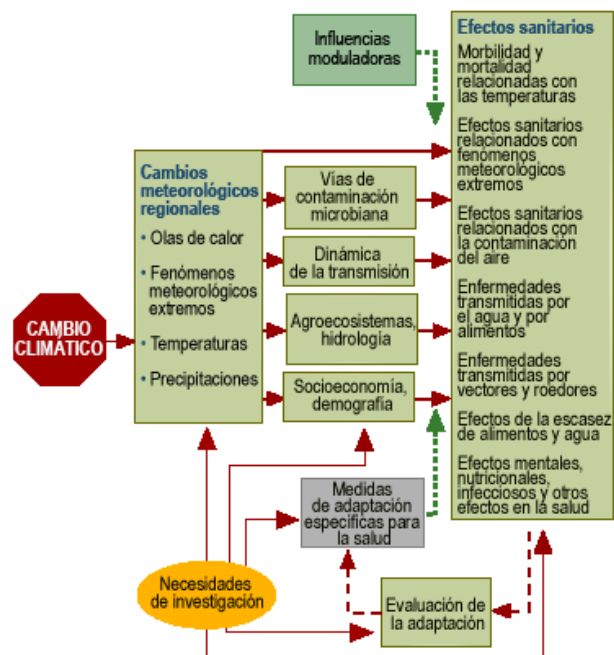 Influencias
moduladoras
Efectos sanitarios
Morbilidad y
mortalidad
relacionadas con
las temperaturas
Efectos sanitarios
relacionados con
fenómenos
meteorológicos
extremos
Efectos sanitarios
relacionados con
la contaminación
del aire
Enfermedades
transmitidas por
el agua y por
alimentos
Enfermedades
transmitidas por
vectores y roedores
Efectos de la escasez
de alimentos y agua
Efectos mentales,
nutricionales,
infecciosos y otros
efectos en la salud
Cambios
meteorológicos
regionales
• Olas de calor
• Fenómenos
meteorológicos
extremos
• Temperaturas
• Precipitaciones
Vías de
contaminación
microbiana
Dinámica
de la transmisión
Agroecosistemas,
hidrología
Socioeconomía,
demografía
CAMBIO
CLIMÁTICO
Medidas
de adaptación
específicas para
la salud
Necesidades
de investigación
Evaluación de
la adaptación